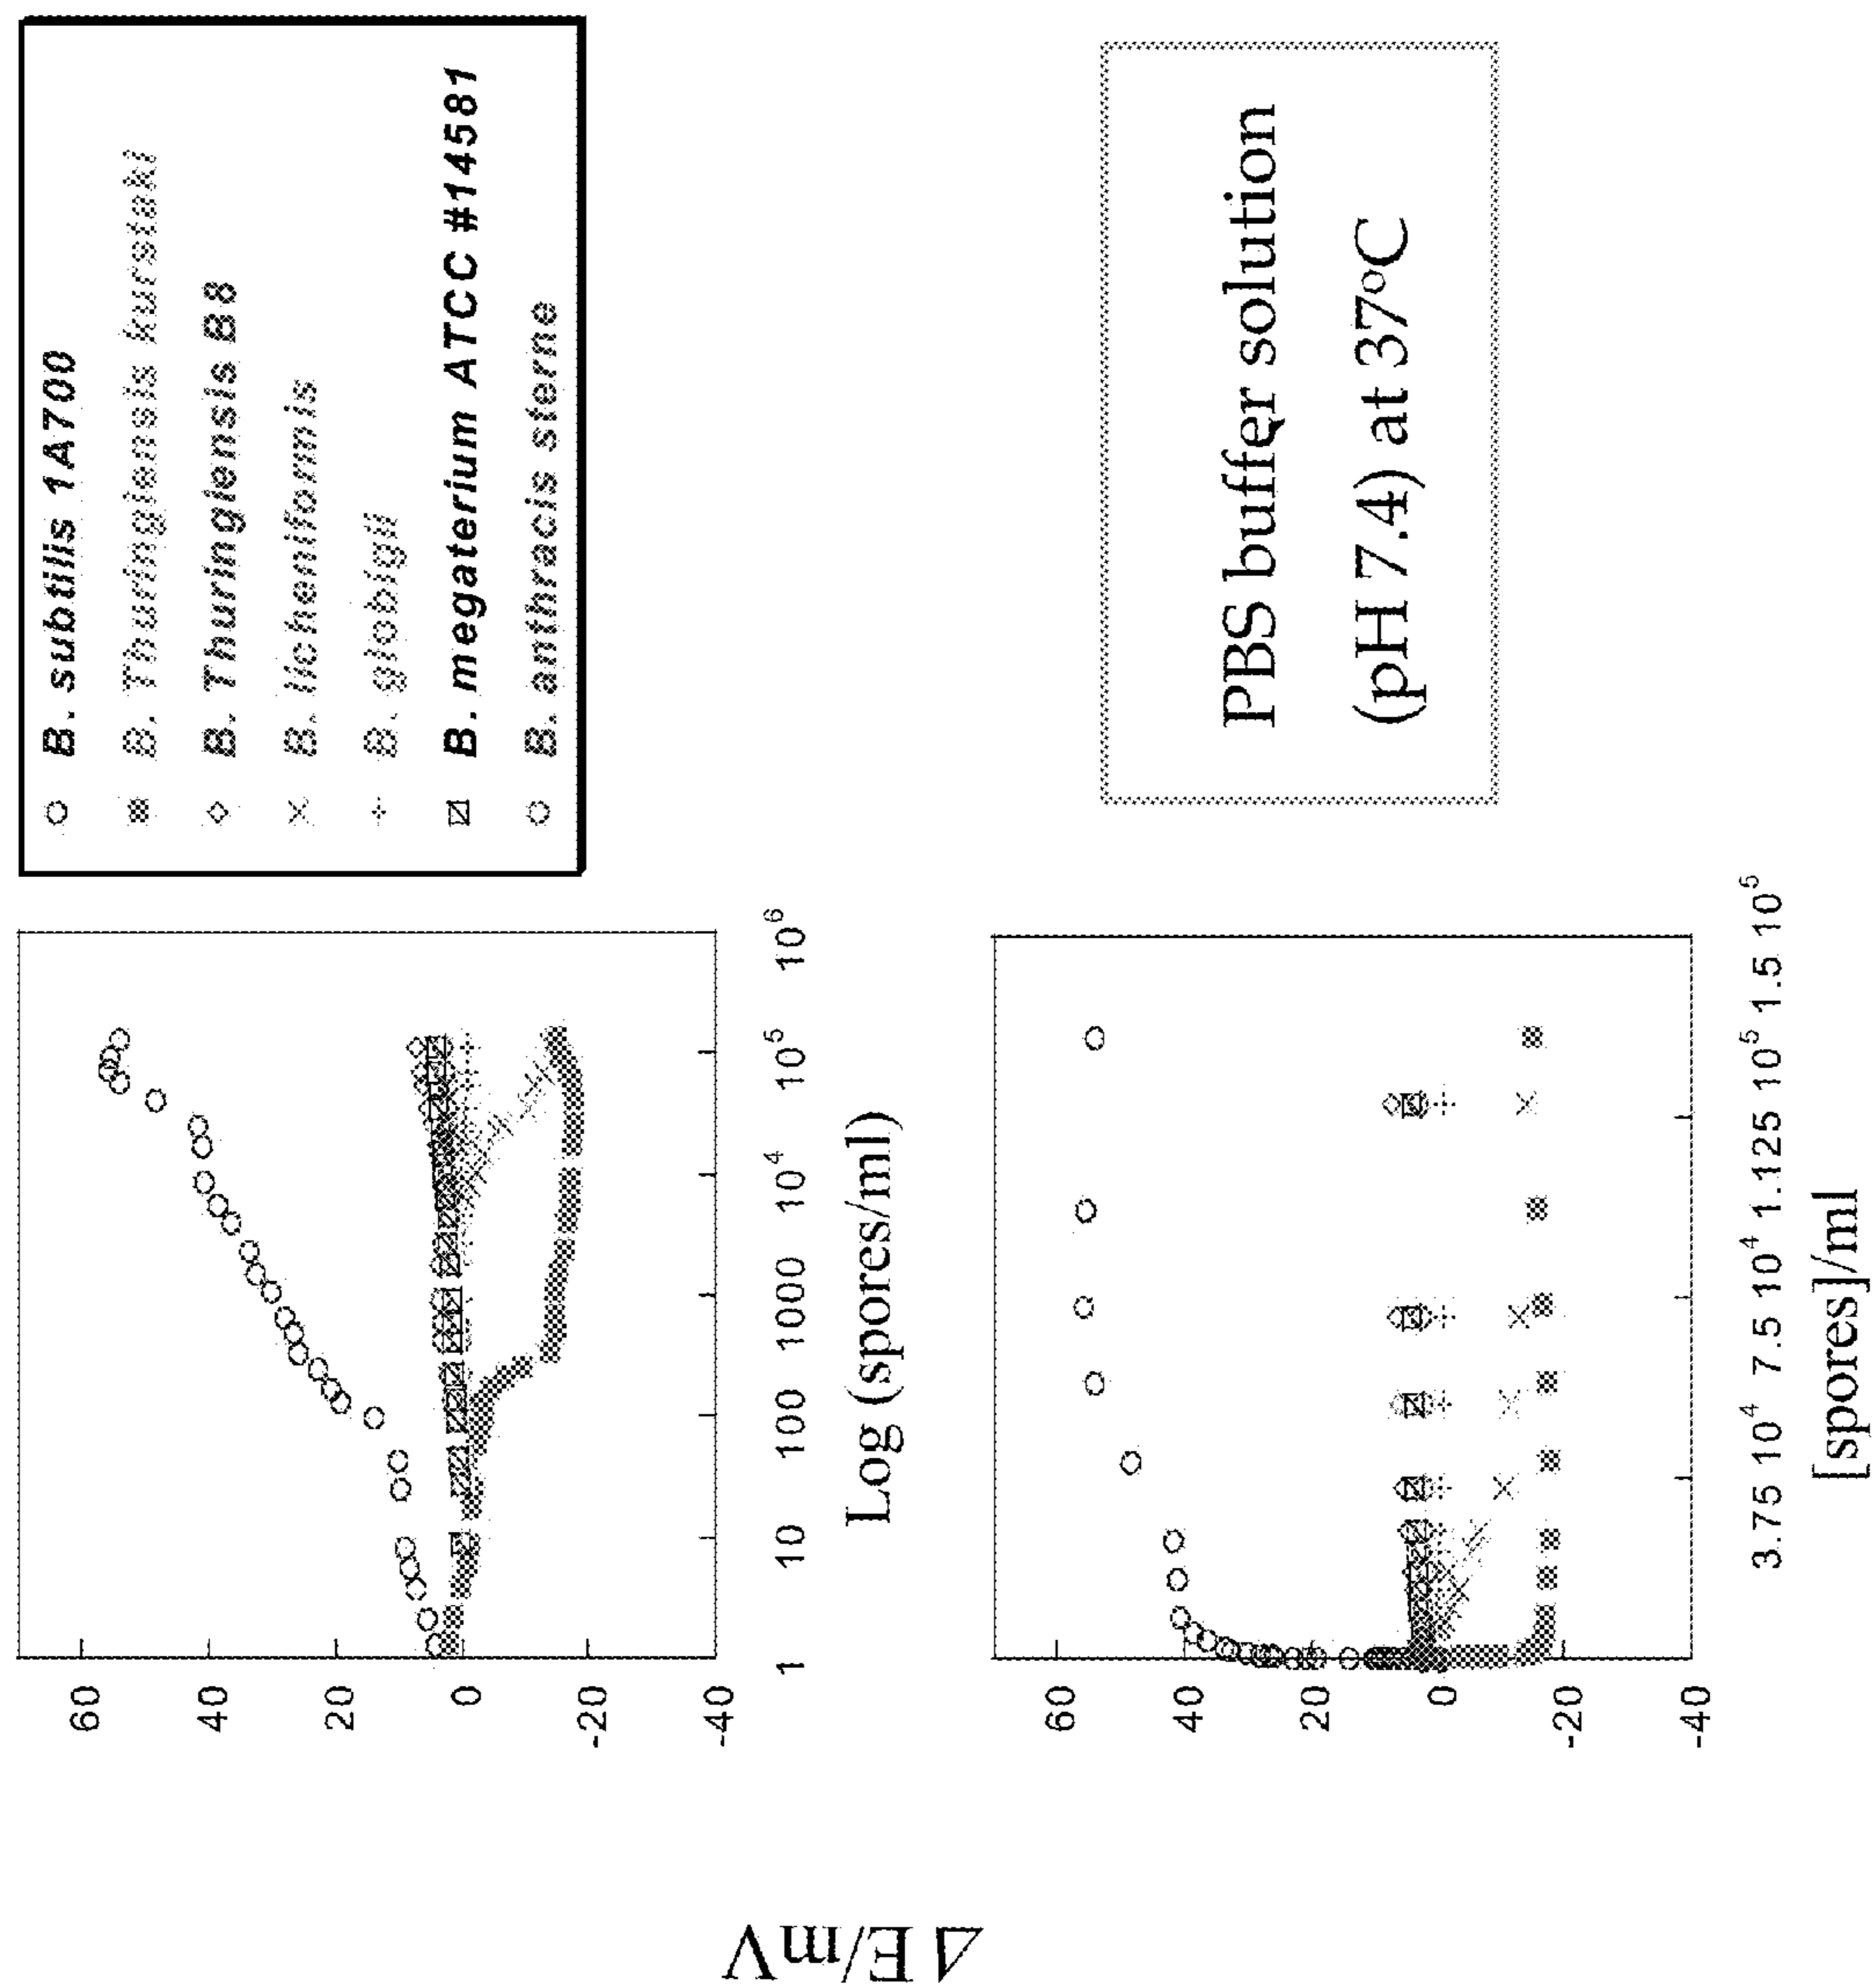 B. subtilis 1A700
B. Thuringiensis kurstaki
B. Thuringiensis B8
B. licheniformis
B. globigii
B. megaterium ATCC #14581
B. anthracis sterne
60
40
20
0
-20
-40
1 10 100 1000 10⁴ 10⁵ 10⁶
Log (spores/ml)
ΔE/mV
60
40
20
0
-20
-40
3.75 10⁴ 7.5 10⁴ 1.125 10⁵ 1.5 10⁵
[spores]/ml
PBS buffer solution
(pH 7.4) at 37°C